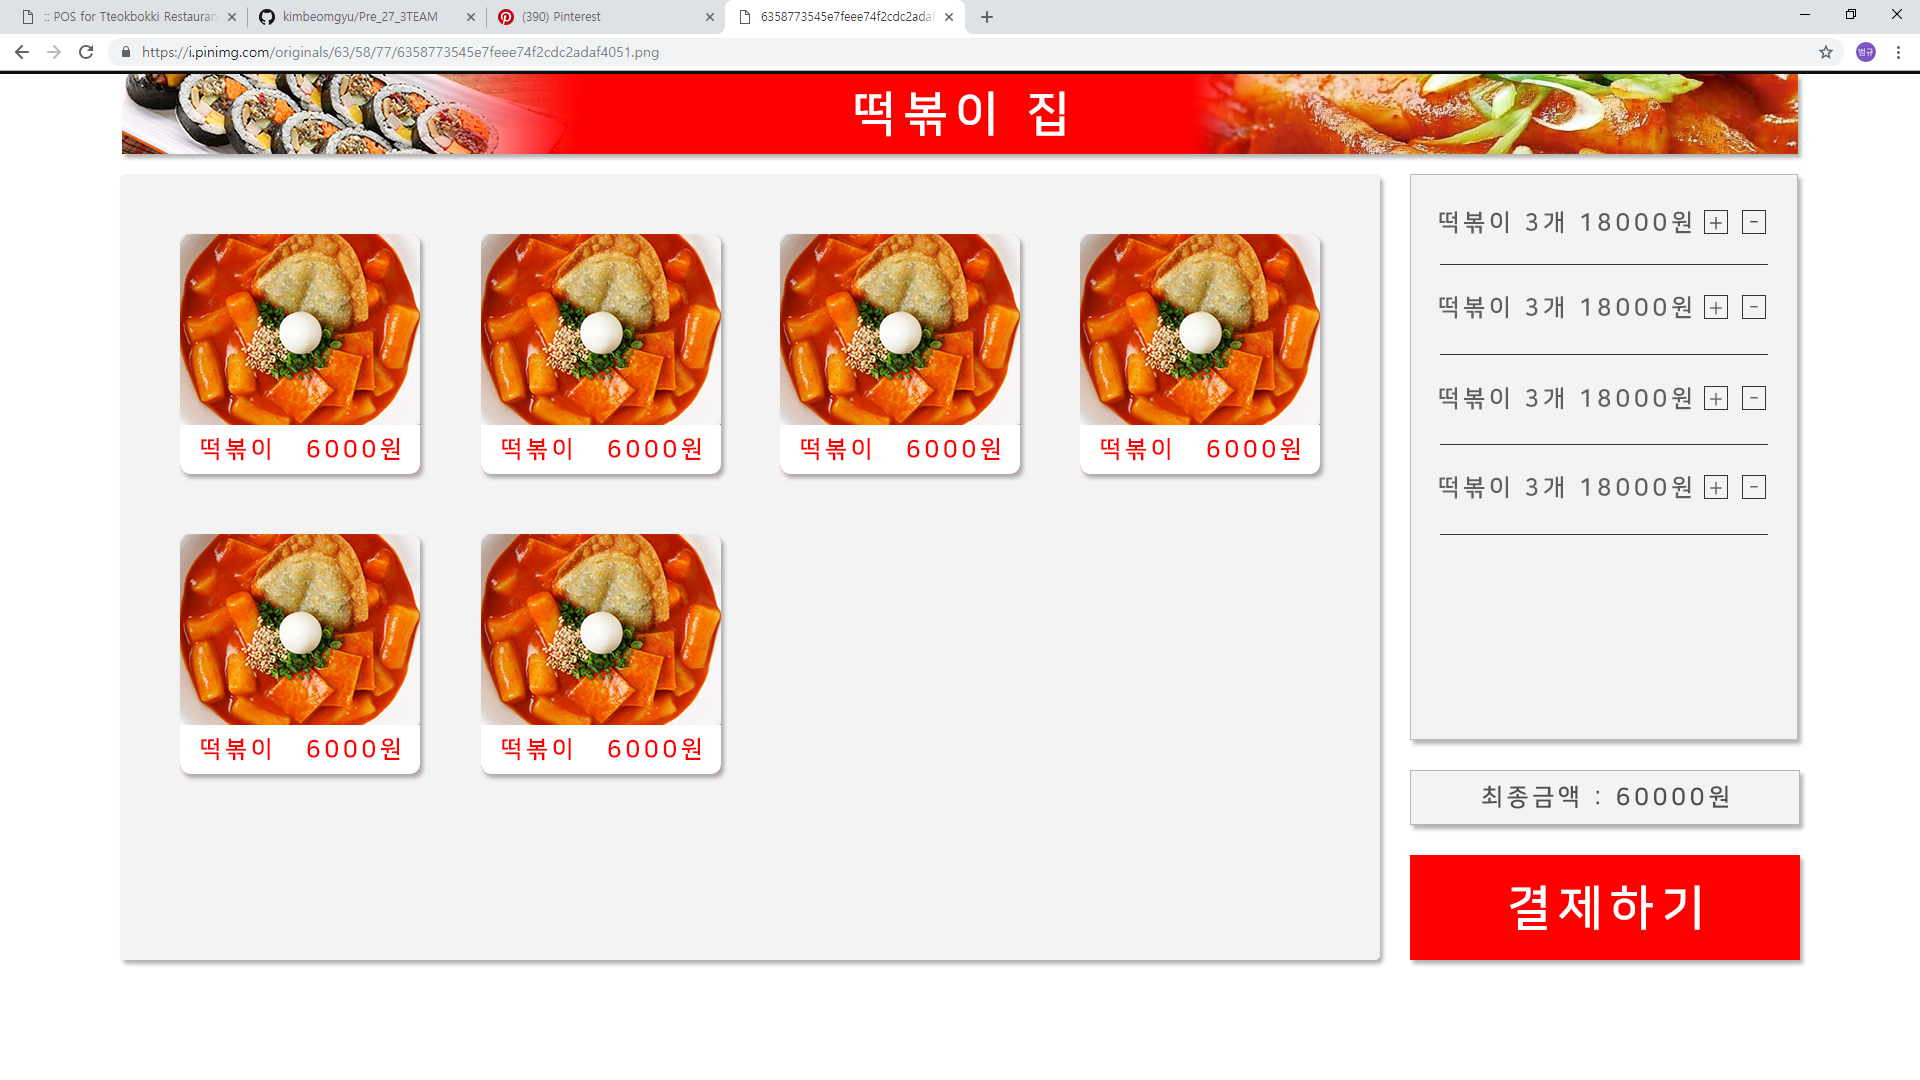 :: POS for Tteokbokki Restauran
kimbeomgyu/Pre_27_3TEAM
(390) Pinterest
6358773545e7feee74f2cdc2adaf
https://i.pinimg.com/originals/63/58/77/6358773545e7feee74f2cdc2adaf4051.png
범규
떡볶이 집
떡볶이 6000원
떡볶이 6000원
떡볶이 6000원
떡볶이 6000원
떡볶이 6000원
떡볶이 6000원
떡볶이 3개 18000원 + -
떡볶이 3개 18000원 + -
떡볶이 3개 18000원 + -
떡볶이 3개 18000원 + -
최종금액 : 60000원
결제하기